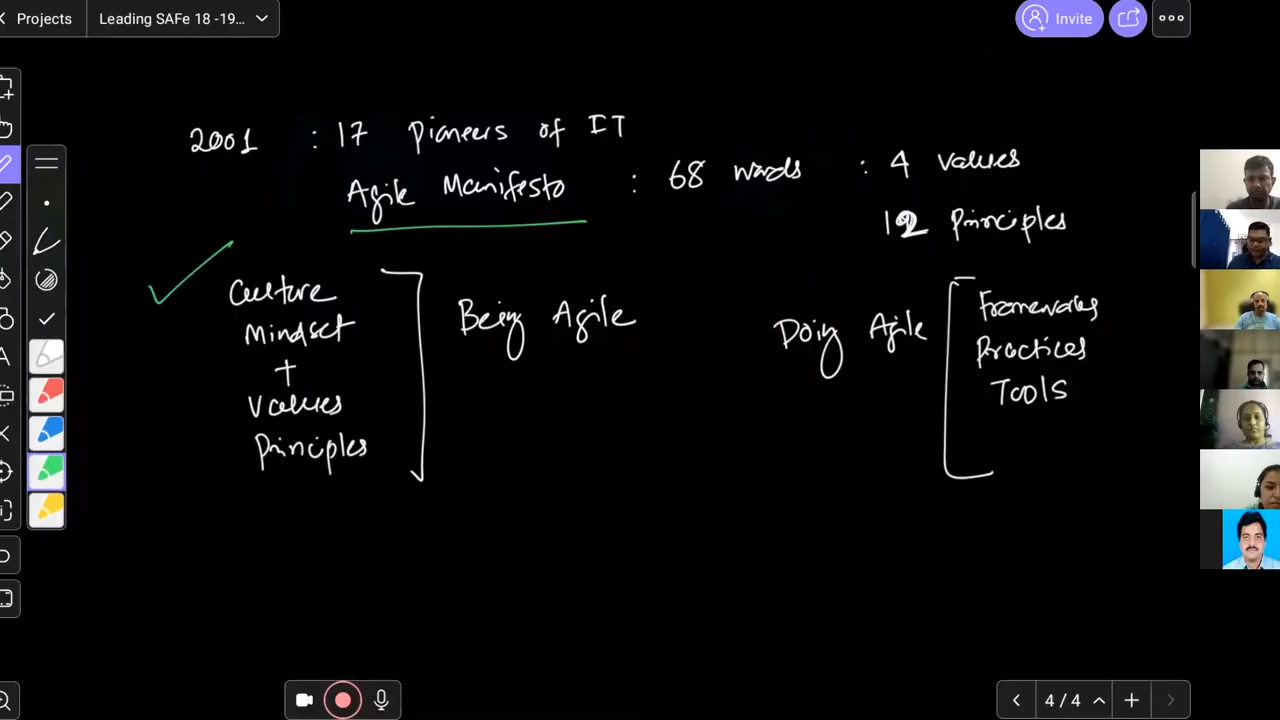 Projects
Leading SAFe 18 -19...
Invite
2001 : 17 Pioneers of IT
Agile Manifesto : 68 words : 4 values
12 Principles
Culture
Mindset
+
Values
Principles
Being Agile
Doing Agile
Frameworks
Practices
Tools
4 / 4